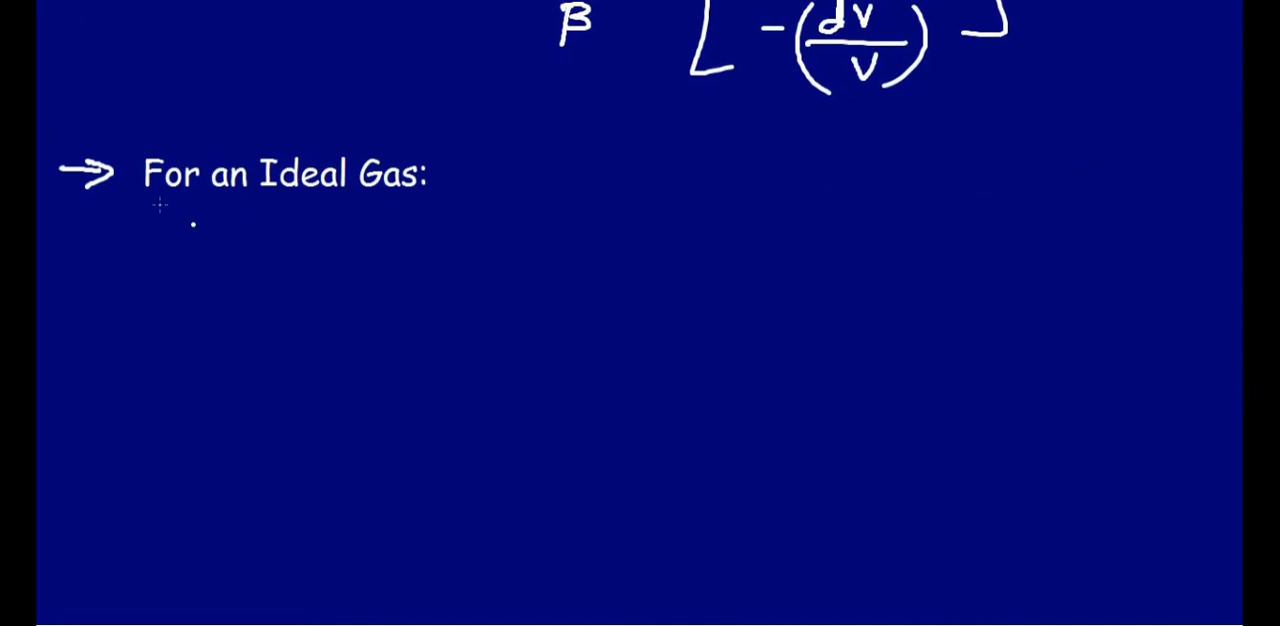 β [ -(dv/v) ]
→ For an Ideal Gas: